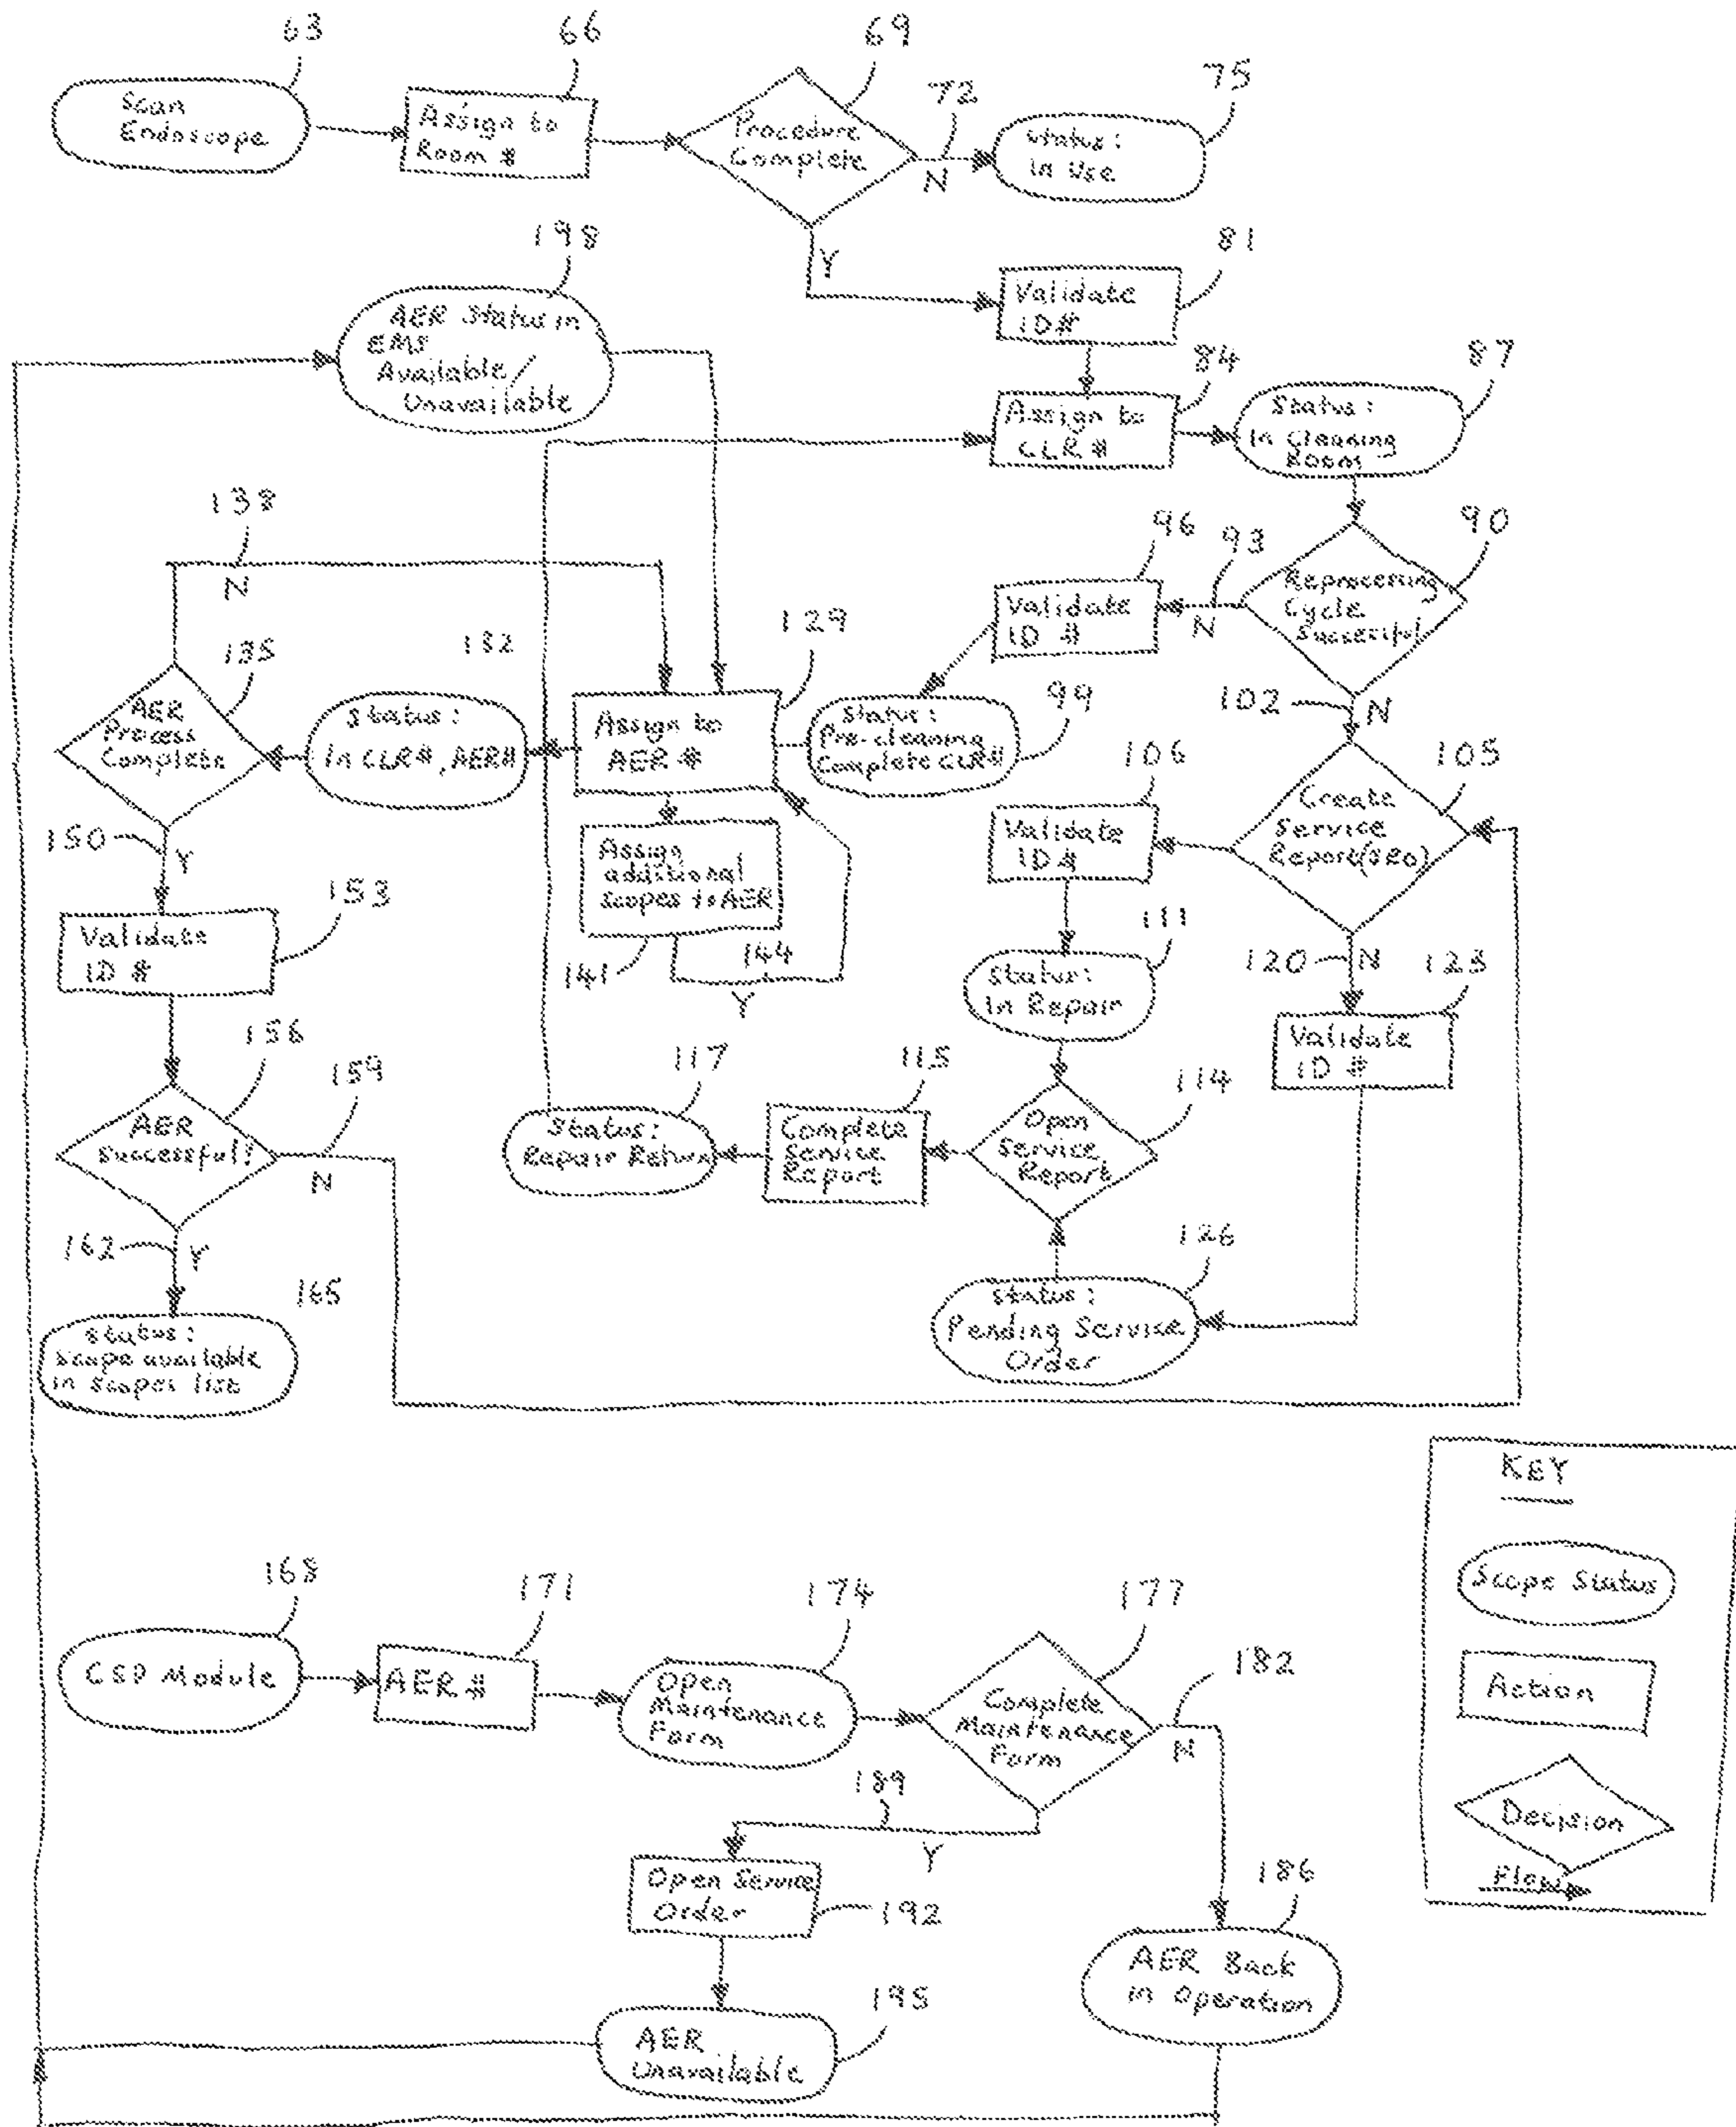 63
66
69
72
75
Scan
Endoscope
Assign to
Room #
Procedure
Complete
N
Status:
In Use
Y
198
81
AER Status in
EMS
Available/
Unavailable
Validate
ID#
84
87
Assign to
CLR #
Status:
In Cleaning
Room
138
N
96
93
90
Validate
ID #
N
Reprocessing
Cycle
Successful
135
132
129
99
102
N
AER
Process
Complete
Status:
In CLR#, AER#
Assign to
AER #
Status:
Pre-cleaning
Complete CLR#
106
105
Validate
ID #
Create
Service
Report(SRO)
150
Y
Assign
additional
scopes to AER
153
Validate
ID #
141
144
Y
111
Status:
In Repair
120
N
123
Validate
ID #
156
159
117
115
114
AER
Successful?
N
Status:
Repair Return
Complete
Service
Report
Open
Service
Report
162
Y
165
126
Status:
Scope available
in scopes list
Status:
Pending Service
Order
KEY
Scope Status
Action
Decision
Flow
168
171
174
177
182
CSP Module
AER #
Open
Maintenance
Form
Complete
Maintenance
Form
N
189
Y
Open Service
Order
192
186
AER Back
in Operation
195
AER
Unavailable